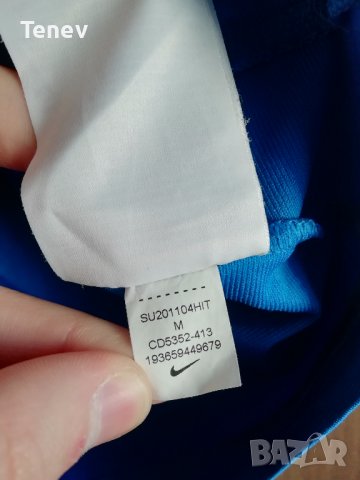 Tenev
SU201104HIT
M
CD5352-413
193659449679
BAZAR